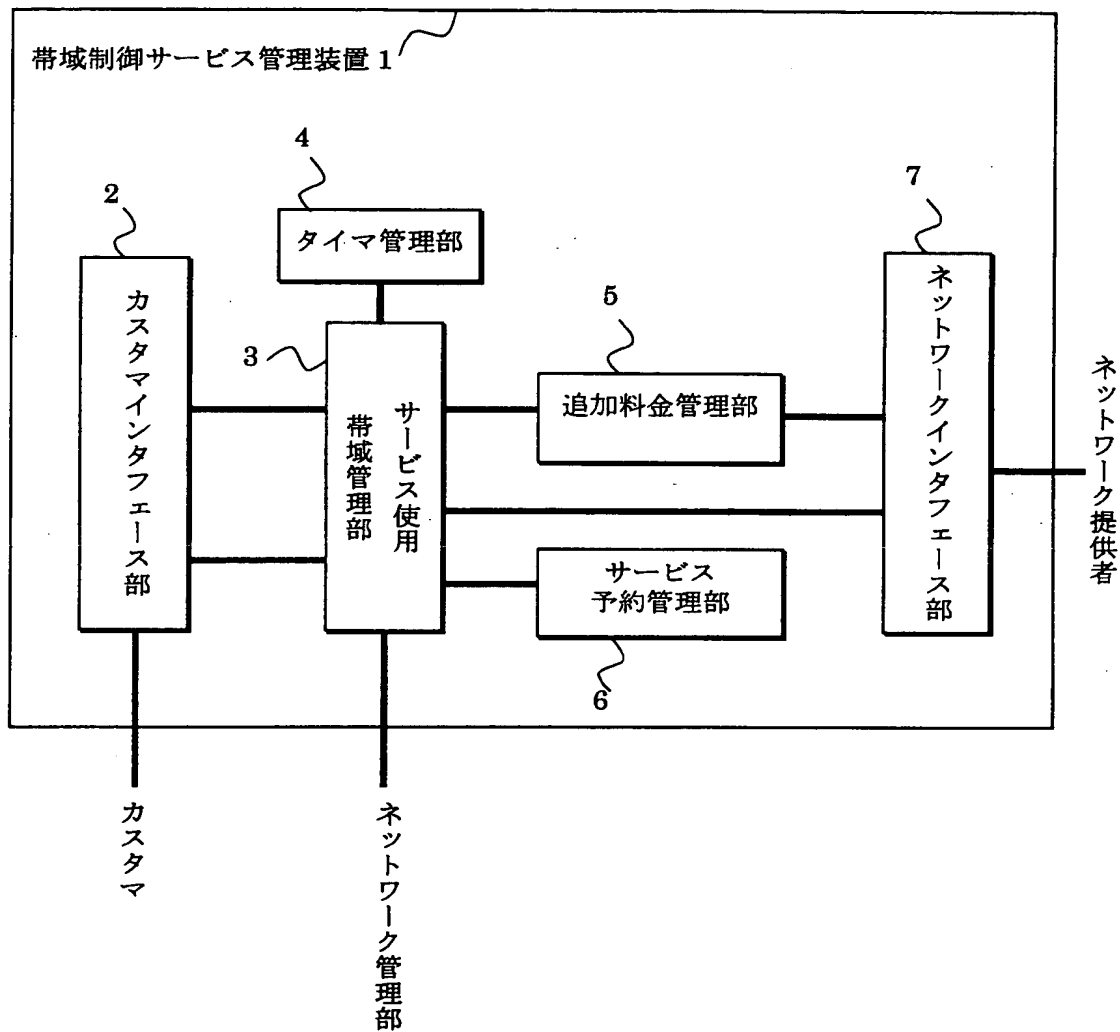 帯域制御サービス管理装置 1
4
タイマ管理部
2
カスタマインタフェース部
3
サービス使用
帯域管理部
5
追加料金管理部
サービス
予約管理部
6
7
ネットワークインタフェース部
ネットワーク提供者
カスタマ
ネットワーク管理部